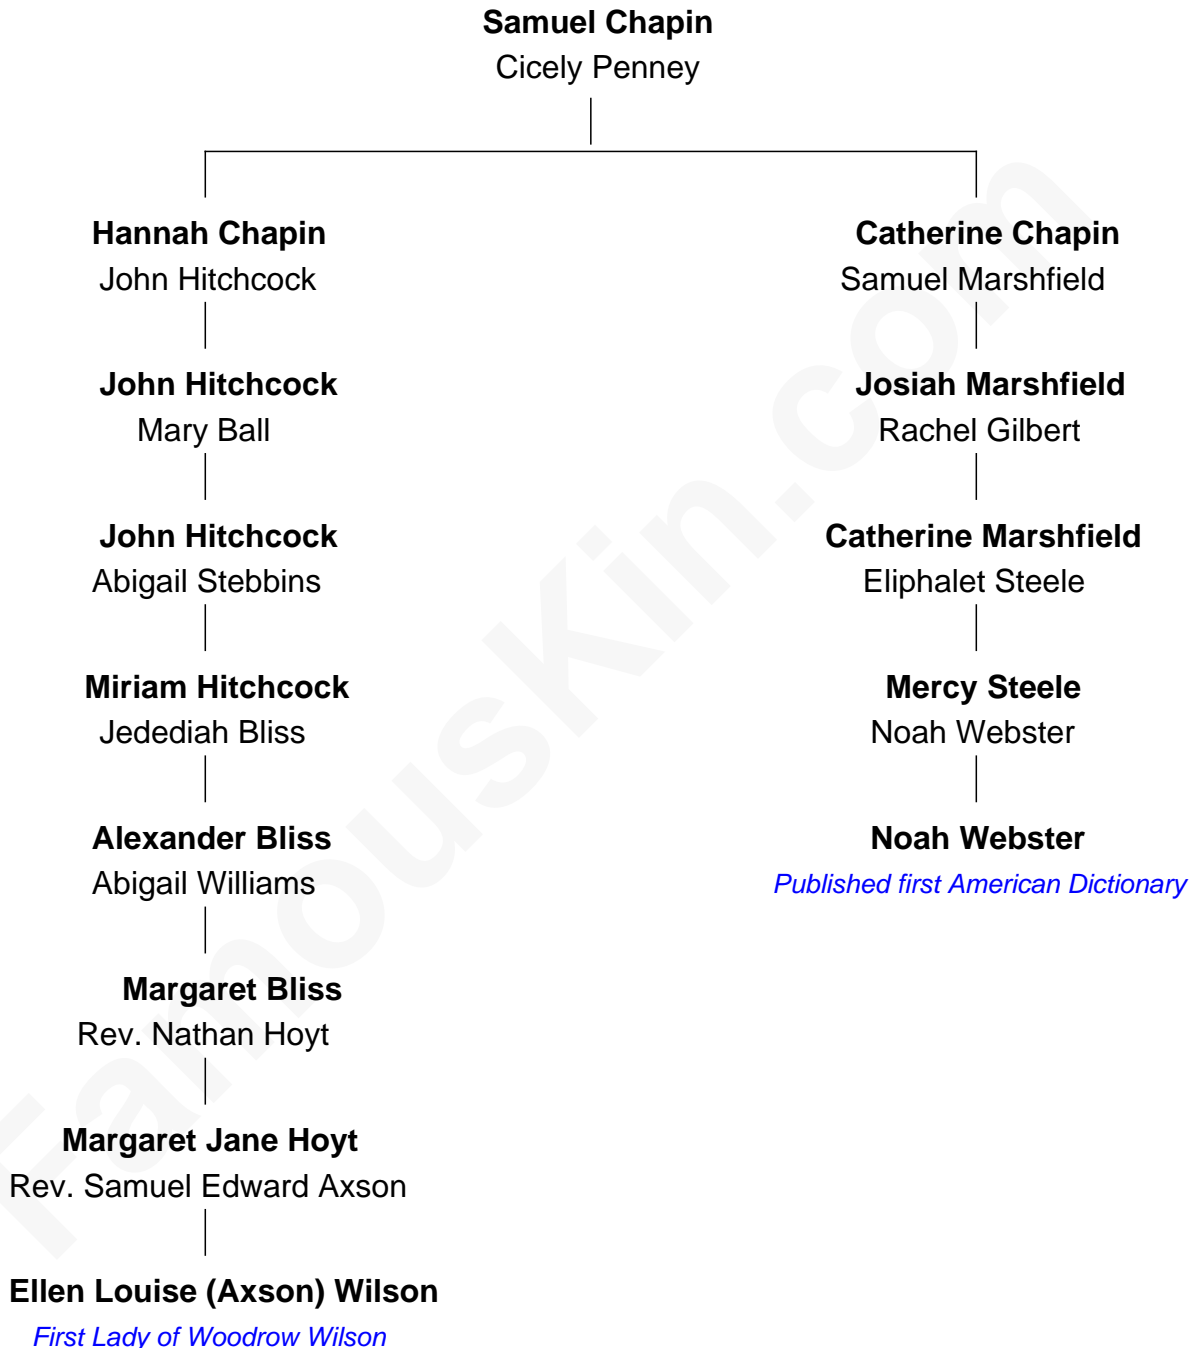 Samuel Chapin
Cicely Penney
Hannah Chapin
John Hitchcock
Catherine Chapin
Samuel Marshfield
John Hitchcock
Mary Ball
Josiah Marshfield
Rachel Gilbert
John Hitchcock
Abigail Stebbins
Catherine Marshfield
Eliphalet Steele
Miriam Hitchcock
Jedediah Bliss
Mercy Steele
Noah Webster
Alexander Bliss
Abigail Williams
Noah Webster
Published first American Dictionary
Margaret Bliss
Rev. Nathan Hoyt
Margaret Jane Hoyt
Rev. Samuel Edward Axson
Ellen Louise (Axson) Wilson
First Lady of Woodrow Wilson
FamousKin.com